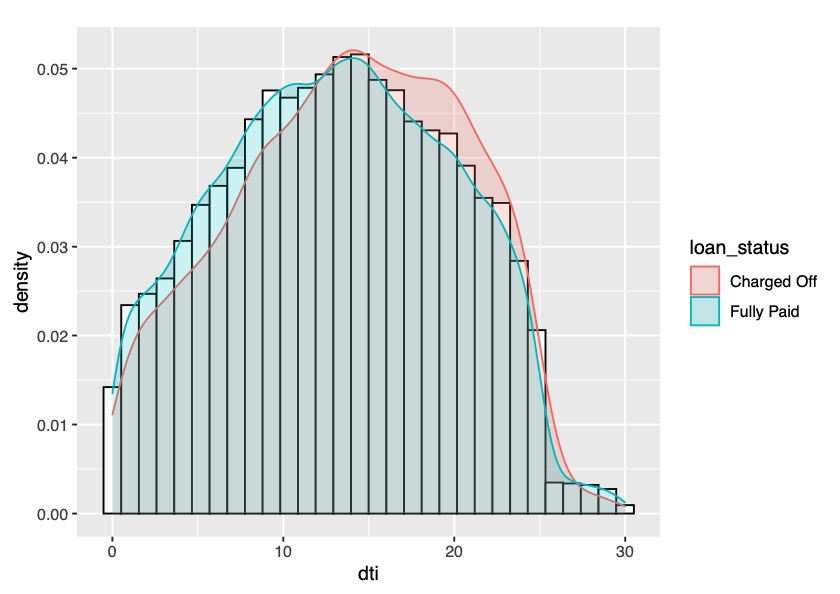 0.05
0.04
0.03
0.02
0.01
0.00
density
0
10
20
30
dti
loan_status
Charged Off
Fully Paid